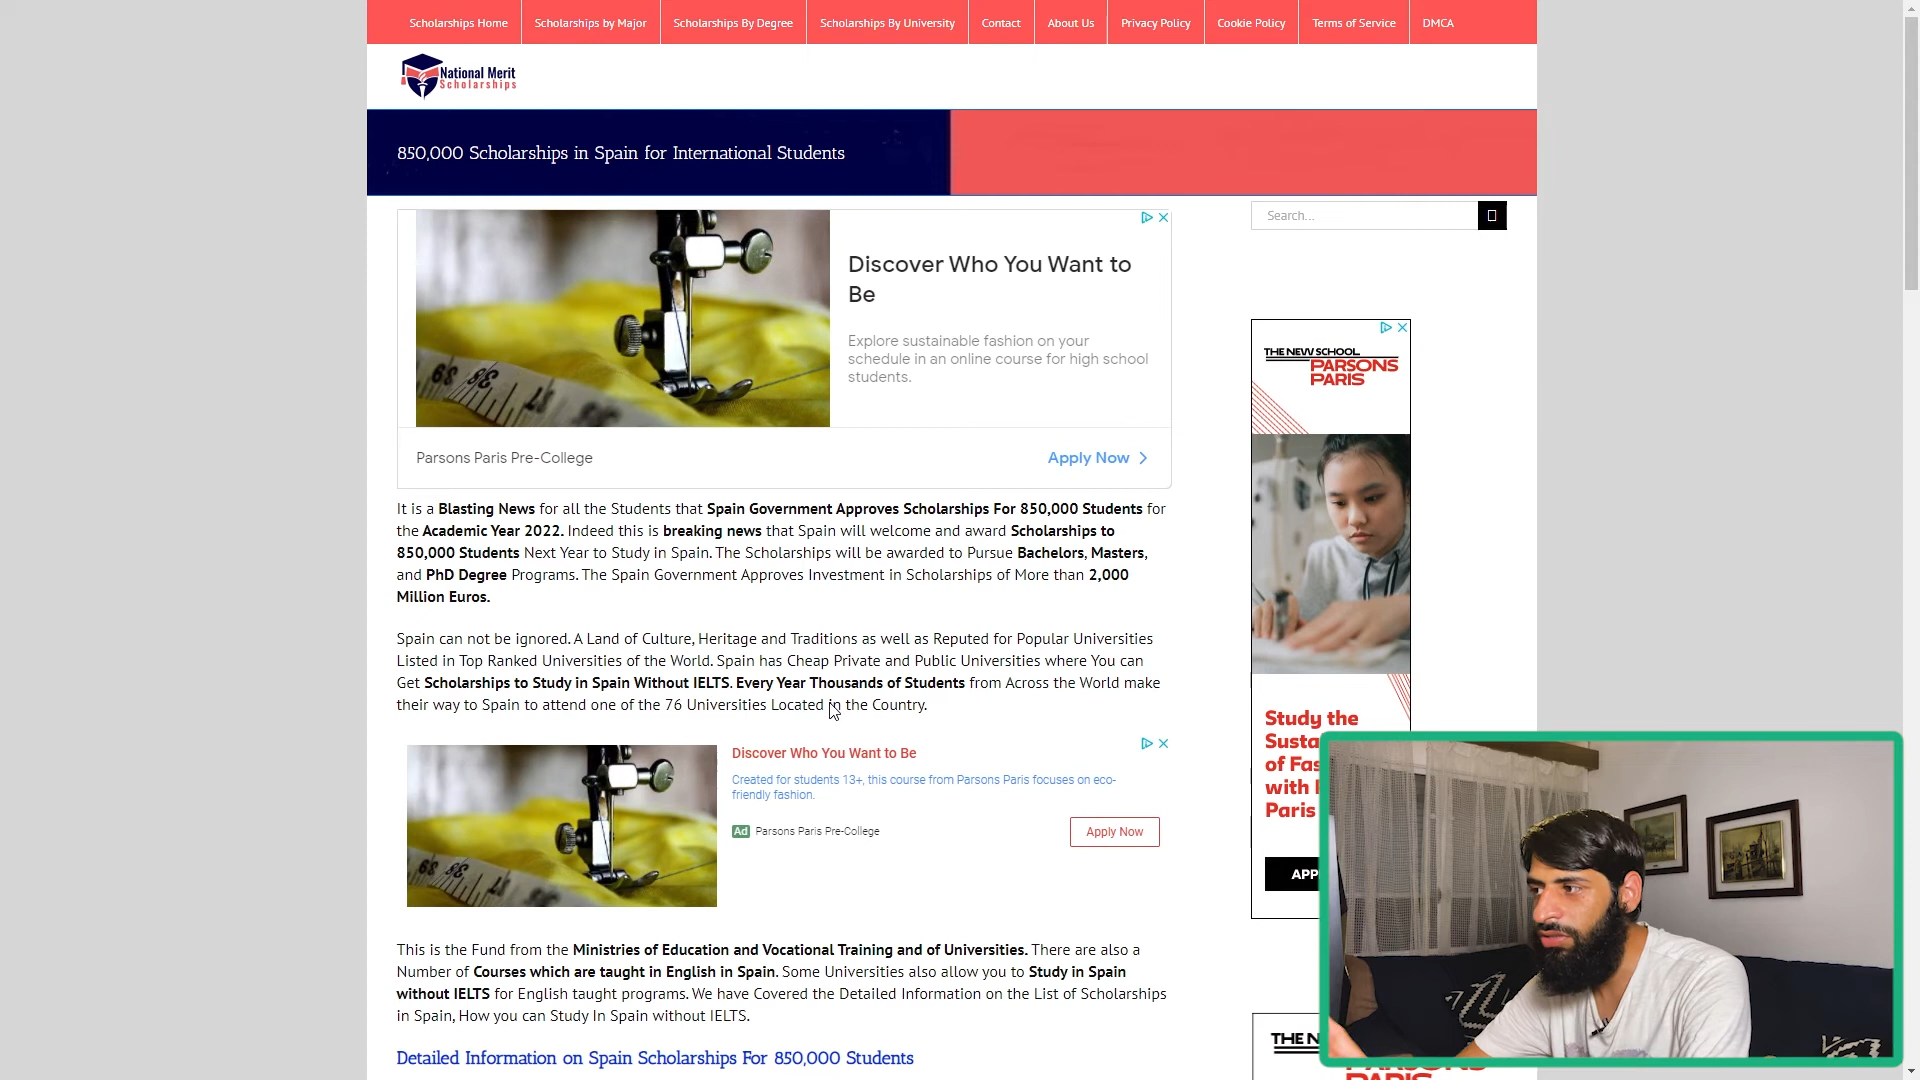 Scholarships Home Scholarships by Major Scholarships By Degree Scholarships By University Contact About Us Privacy Policy Cookie Policy Terms of Service DMCA
National Merit
Scholarships
850,000 Scholarships in Spain for International Students
Search...
Discover Who You Want to
Be
Explore sustainable fashion on your
schedule in an online course for high school
students.
Parsons Paris Pre-College
Apply Now
It is a Blasting News for all the Students that Spain Government Approves Scholarships For 850,000 Students for
the Academic Year 2022. Indeed this is breaking news that Spain will welcome and award Scholarships to
850,000 Students Next Year to Study in Spain. The Scholarships will be awarded to Pursue Bachelors, Masters,
and PhD Degree Programs. The Spain Government Approves Investment in Scholarships of More than 2,000
Million Euros.
Spain can not be ignored. A Land of Culture, Heritage and Traditions as well as Reputed for Popular Universities
Listed in Top Ranked Universities of the World. Spain has Cheap Private and Public Universities where You can
Get Scholarships to Study in Spain Without IELTS. Every Year Thousands of Students from Across the World make
their way to Spain to attend one of the 76 Universities Located in the Country.
Discover Who You Want to Be
Created for students 13+, this course from Parsons Paris focuses on eco-
friendly fashion.
Ad Parsons Paris Pre-College
Apply Now
This is the Fund from the Ministries of Education and Vocational Training and of Universities. There are also a
Number of Courses which are taught in English in Spain. Some Universities also allow you to Study in Spain
without IELTS for English taught programs. We have Covered the Detailed Information on the List of Scholarships
in Spain, How you can Study In Spain without IELTS.
Detailed Information on Spain Scholarships For 850,000 Students
THE NEW SCHOOL
PARSONS
PARIS
Study the
Susta
of Fas
with
Paris
APP
THE N
PARIS